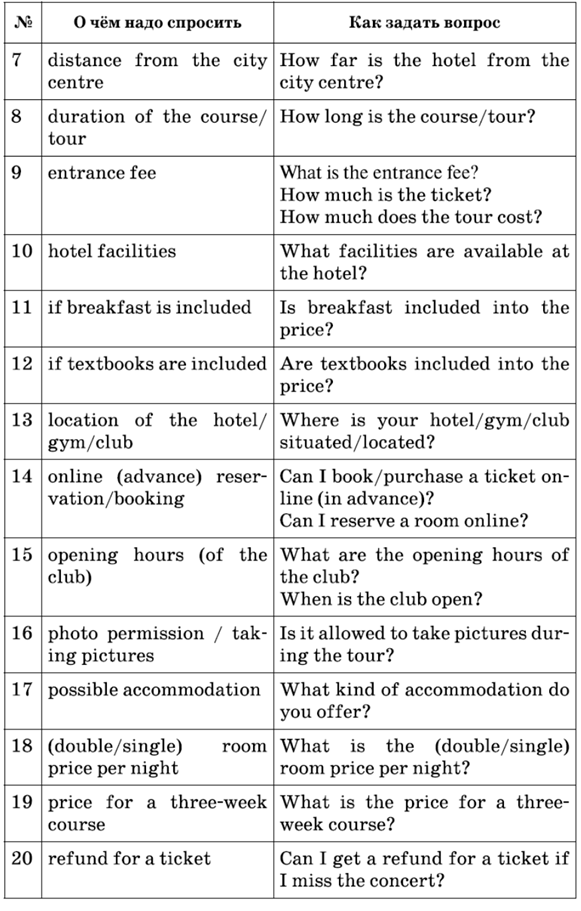 № О чём надо спросить Как задать вопрос
7 distance from the city How far is the hotel from the
centre city centre?
8 duration of the course/ How long is the course/tour?
tour
9 entrance fee What is the entrance fee?
How much is the ticket?
How much does the tour cost?
10 hotel facilities What facilities are available at
the hotel?
11 if breakfast is included Is breakfast included into the
price?
12 if textbooks are included Are textbooks included into the
price?
13 location of the hotel/ Where is your hotel/gym/club
gym/club situated/located?
14 online (advance) reser- Can I book/purchase a ticket on-
vation/booking line (in advance)?
Can I reserve a room online?
15 opening hours (of the What are the opening hours of
club) the club?
When is the club open?
16 photo permission / tak- Is it allowed to take pictures dur-
ing pictures ing the tour?
17 possible accommodation What kind of accommodation do
you offer?
18 (double/single) room What is the (double/single)
price per night room price per night?
19 price for a three-week What is the price for a three-
course week course?
20 refund for a ticket Can I get a refund for a ticket if
I miss the concert?